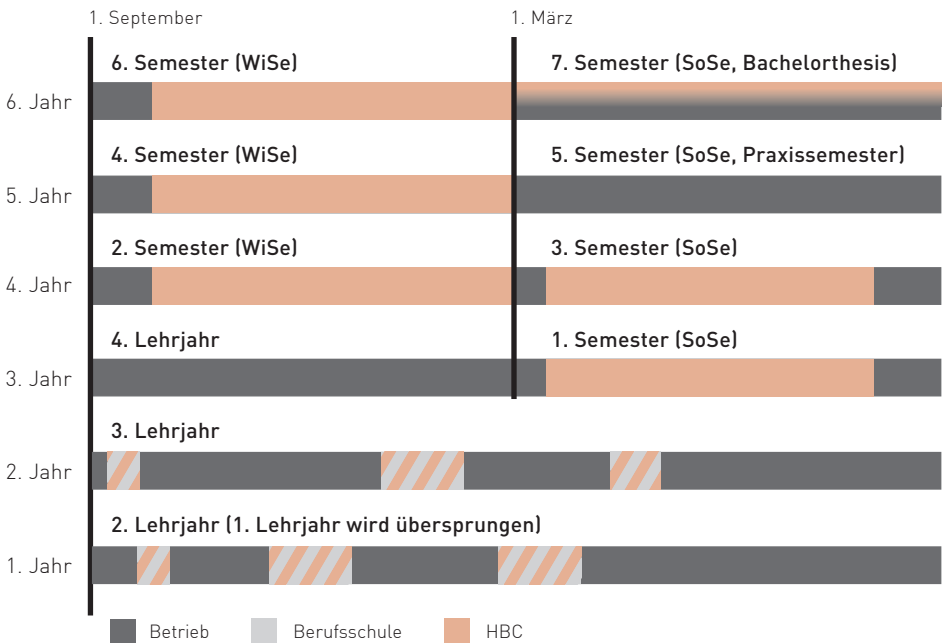 1. September 1. März
6. Semester (WiSe) 7. Semester (SoSe, Bachelorthesis)
6. Jahr
4. Semester (WiSe) 5. Semester (SoSe, Praxissemester)
5. Jahr
2. Semester (WiSe) 3. Semester (SoSe)
4. Jahr
4. Lehrjahr 1. Semester (SoSe)
3. Jahr
3. Lehrjahr
2. Jahr
2. Lehrjahr (1. Lehrjahr wird übersprungen)
1. Jahr
Betrieb Berufsschule HBC